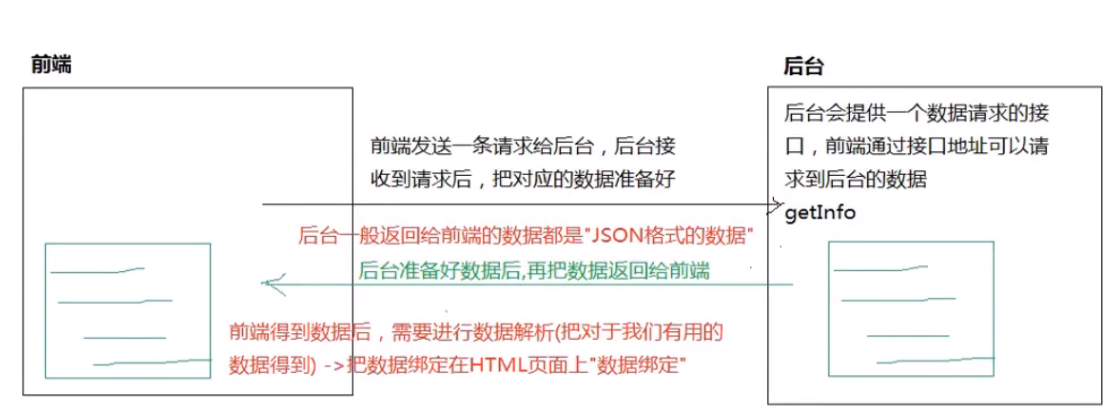 前端
后台
前端发送一条请求给后台，后台接
收到请求后，把对应的数据准备好
后台会提供一个数据请求的接
口，前端通过接口地址可以请
求到后台的数据
getInfo
后台一般返回给前端的数据都是"JSON格式的数据"
后台准备好数据后,再把数据返回给前端
前端得到数据后，需要进行数据解析(把对于我们有用的
数据得到) ->把数据绑定在HTML页面上"数据绑定"